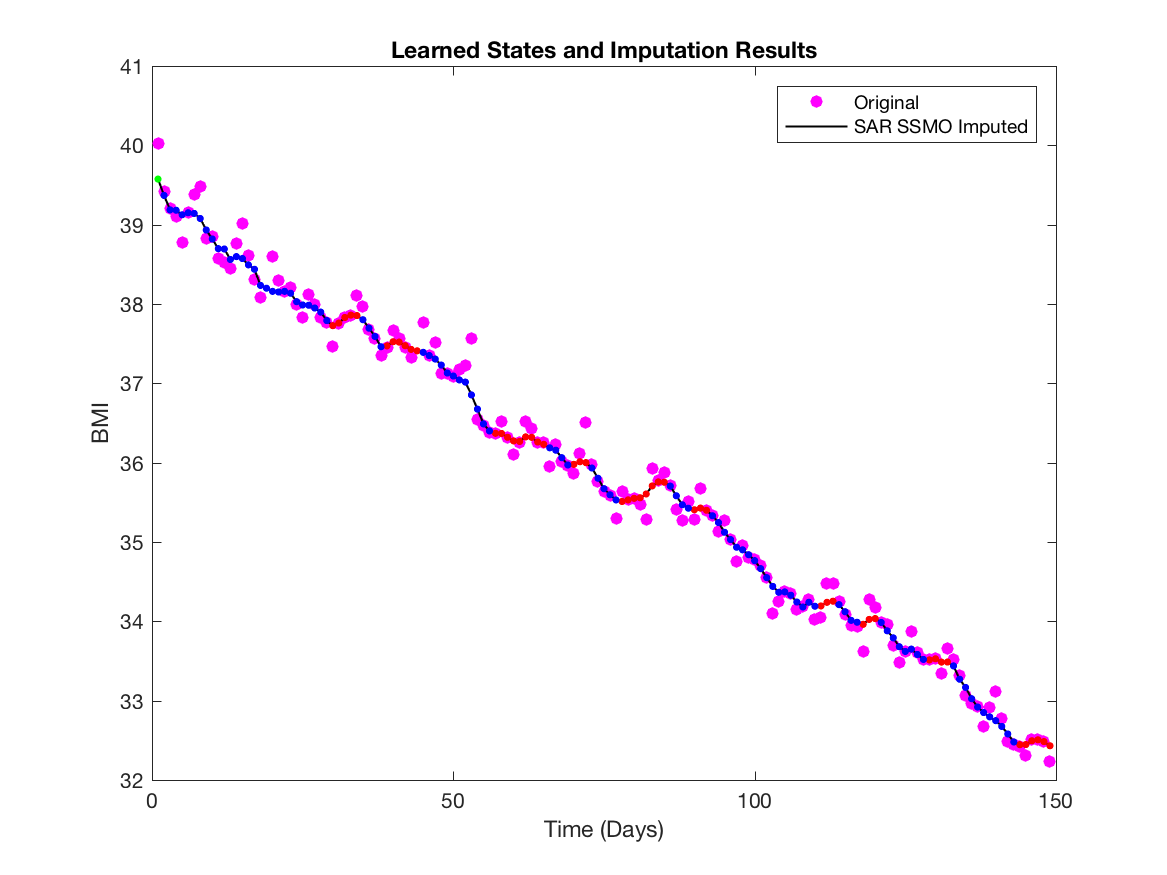 Learned States and Imputation Results
41
40
39
38
37
36
35
34
33
32
BMI
0
50
100
150
Time (Days)
Original
SAR SSMO Imputed